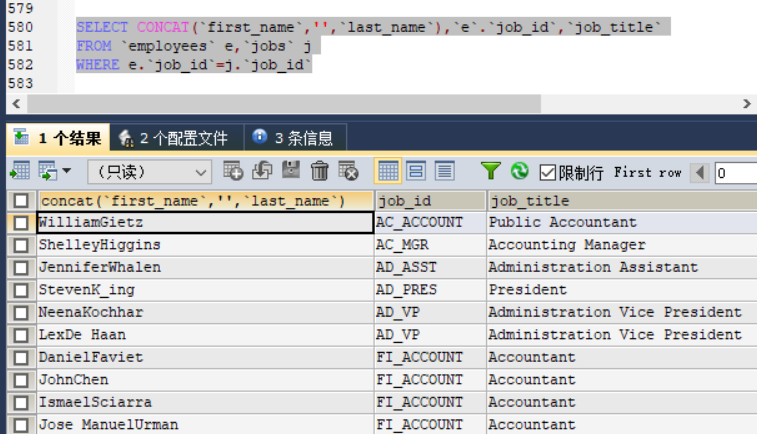 579
580 SELECT CONCAT(`first_name`,'',`last_name`),`e`.`job_id`,`job_title`
581 FROM `employees` e,`jobs` j
582 WHERE e.`job_id`=j.`job_id`
583
1 个结果 2 个配置文件 3 条信息
（只读） 限制行 First row 0
concat(`first_name`,'',`last_name`) job_id job_title
WilliamGietz AC_ACCOUNT Public Accountant
ShelleyHiggins AC_MGR Accounting Manager
JenniferWhalen AD_ASST Administration Assistant
StevenK_ing AD_PRES President
NeenaKochhar AD_VP Administration Vice President
LexDe Haan AD_VP Administration Vice President
DanielFaviet FI_ACCOUNT Accountant
JohnChen FI_ACCOUNT Accountant
IsmaelSciarra FI_ACCOUNT Accountant
Jose ManuelUrman FI_ACCOUNT Accountant